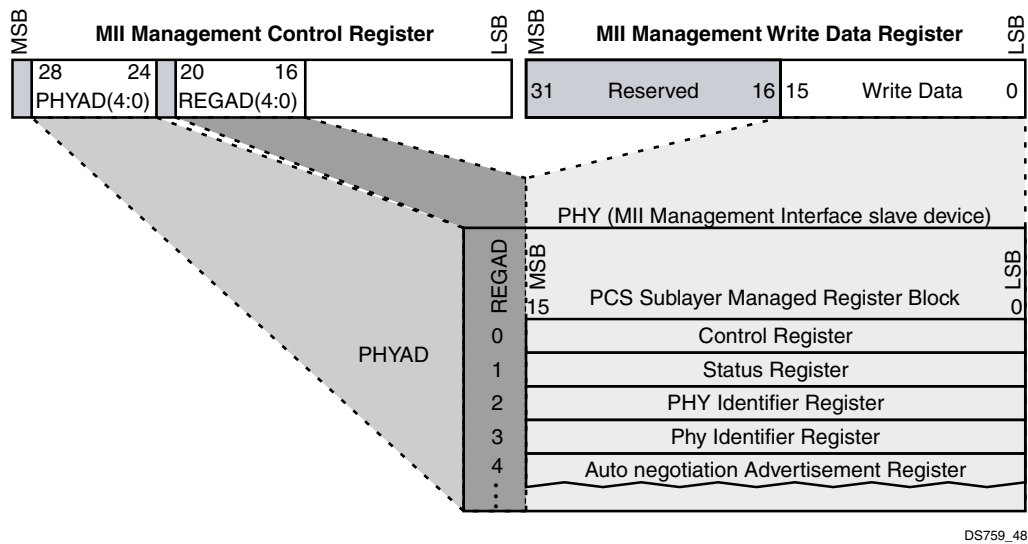 MSB
MII Management Control Register
LSB
MSB
MII Management Write Data Register
LSB
28 24 20 16
PHYAD(4:0) REGAD(4:0)
31 Reserved 16 15 Write Data 0
PHY (MII Management Interface slave device)
REGAD
MSB
LSB
PCS Sublayer Managed Register Block
15 0
0 Control Register
PHYAD
1 Status Register
2 PHY Identifier Register
3 Phy Identifier Register
4 Auto negotiation Advertisement Register
DS759_48